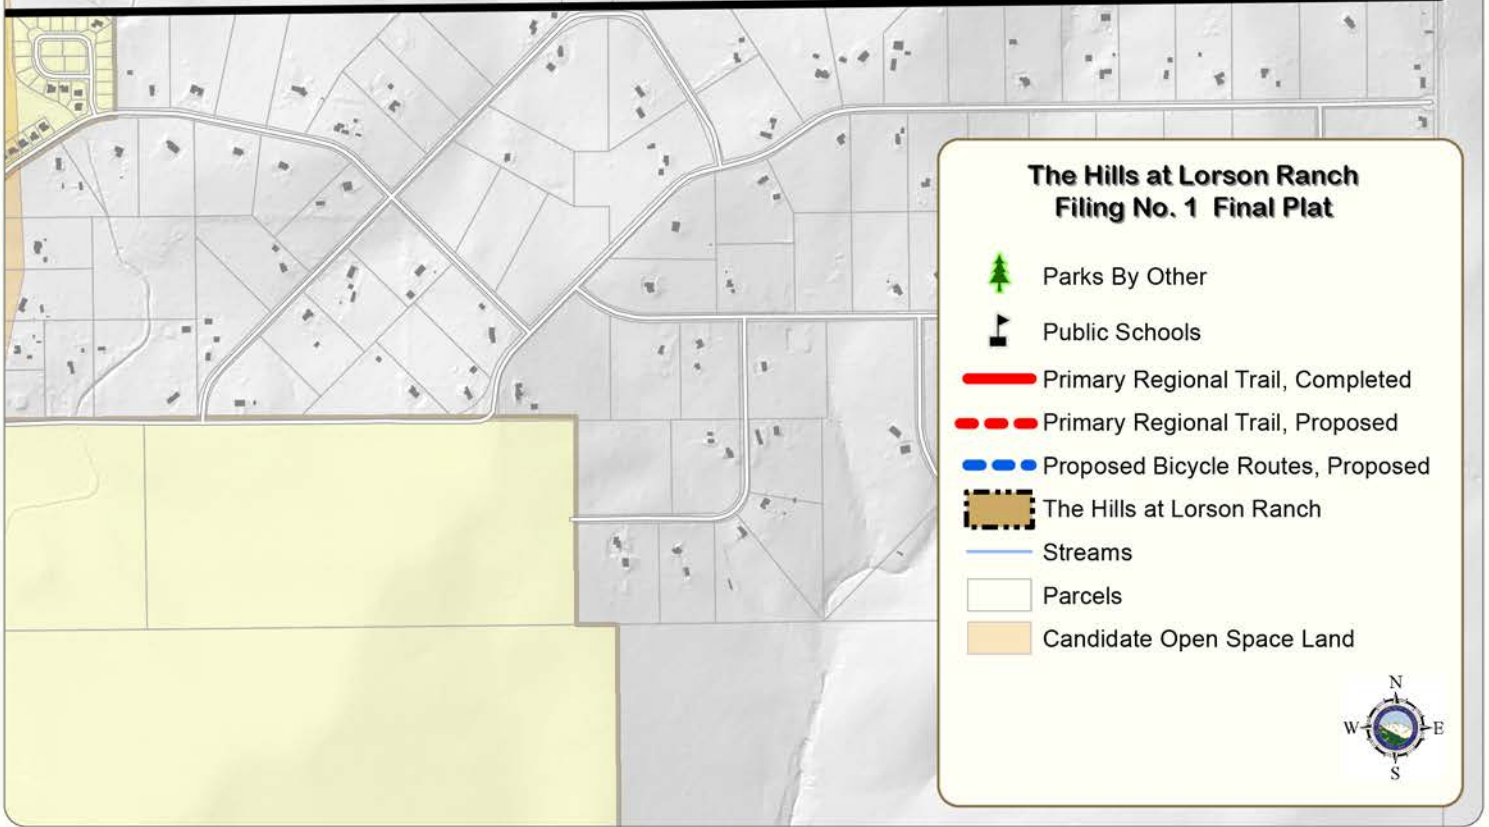 The Hills at Lorson Ranch
Filing No. 1 Final Plat
Parks By Other
Public Schools
Primary Regional Trail, Completed
Primary Regional Trail, Proposed
Proposed Bicycle Routes, Proposed
The Hills at Lorson Ranch
Streams
Parcels
Candidate Open Space Land
N
W E
S